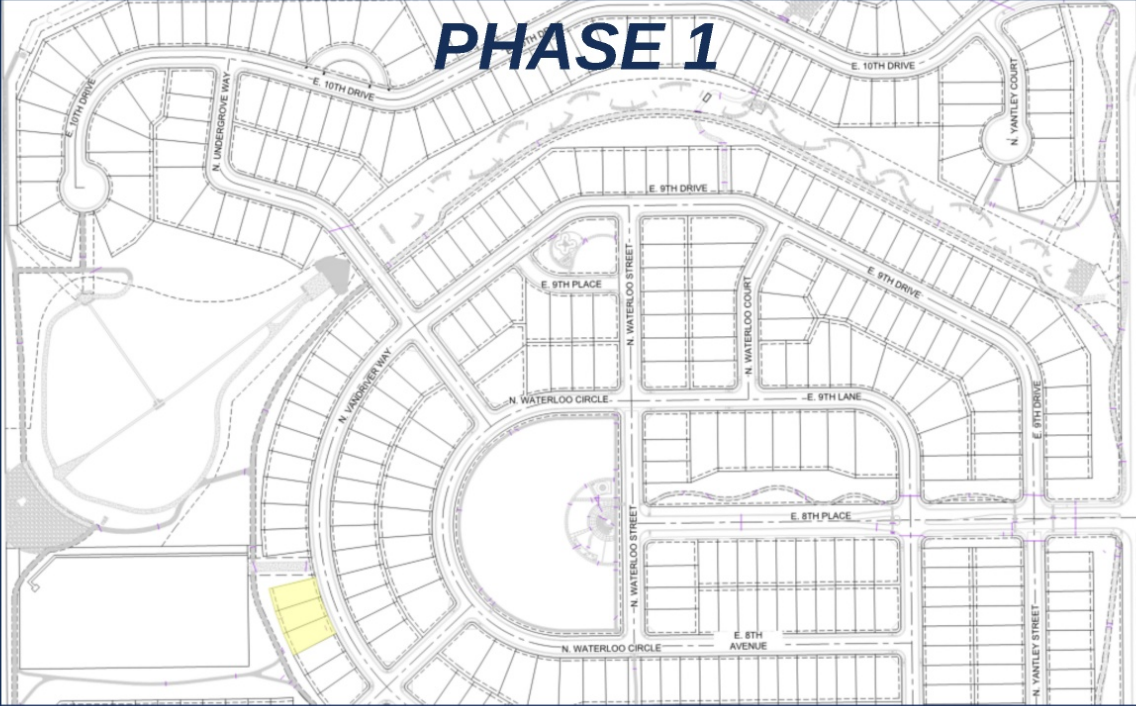 PHASE 1
E. 10TH DRIVE
E. 10TH DRIVE
E. 10TH DRIVE
N. YANTLEY COURT
N. UNDERGROVE WAY
E. 9TH DRIVE
E. 9TH PLACE
N. WATERLOO STREET
N. WATERLOO COURT
E. 9TH DRIVE
N. VANDRIVER WAY
N. WATERLOO CIRCLE
E. 9TH LANE
E. 9TH DRIVE
E. 8TH PLACE
N. WATERLOO STREET
E. 8TH
AVENUE
N. WATERLOO CIRCLE
N. YANTLEY STREET